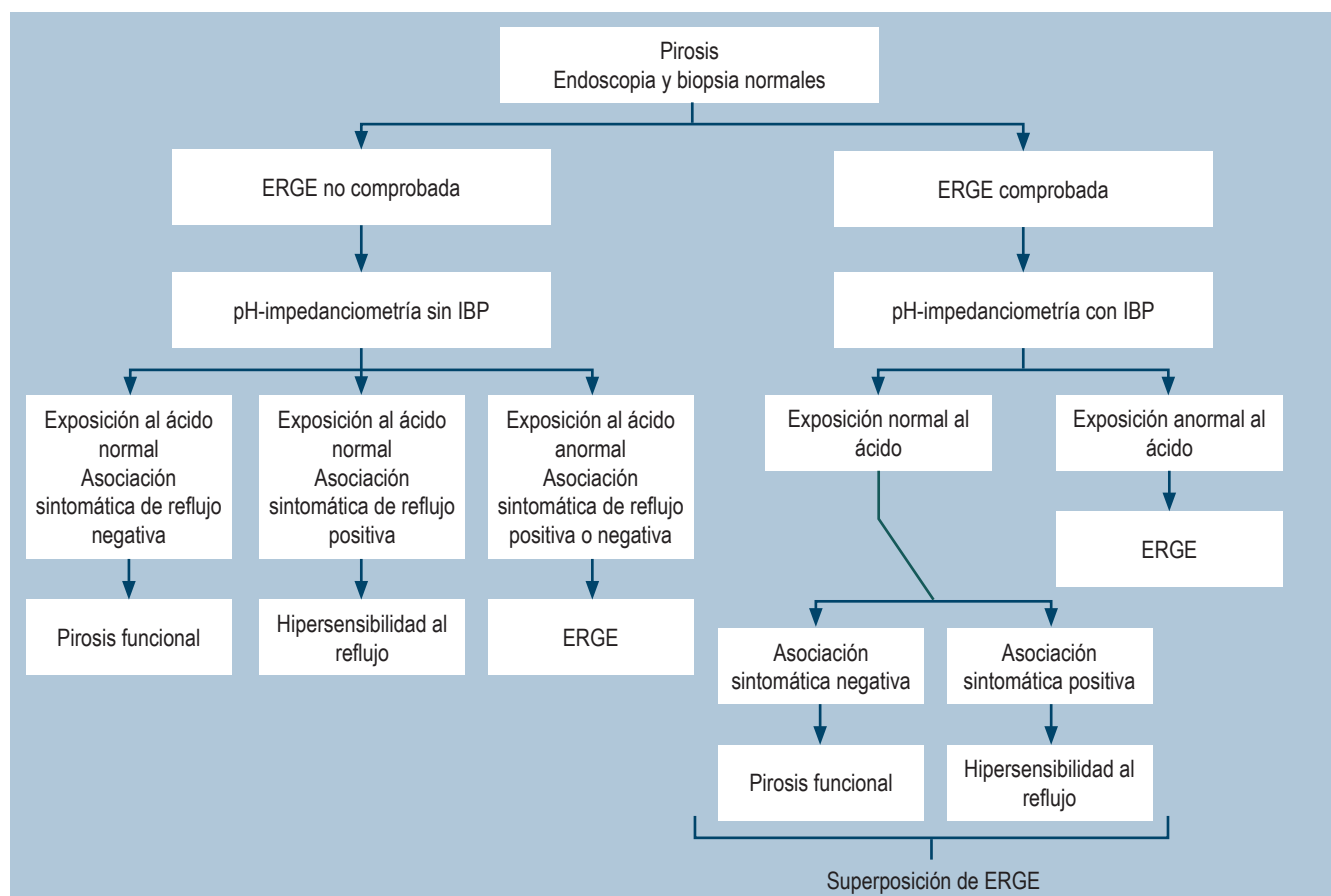 Pirosis
Endoscopia y biopsia normales
ERGE no comprobada
ERGE comprobada
pH-impedanciometría sin IBP
pH-impedanciometría con IBP
Exposición al ácido
normal
Asociación
sintomática de reflujo
negativa
Exposición al ácido
normal
Asociación
sintomática de reflujo
positiva
Exposición al ácido
anormal
Asociación
sintomática de reflujo
positiva o negativa
Exposición normal al
ácido
Exposición anormal al
ácido
Pirosis funcional
Hipersensibilidad al
reflujo
ERGE
ERGE
Asociación
sintomática negativa
Asociación
sintomática positiva
Pirosis funcional
Hipersensibilidad al
reflujo
Superposición de ERGE